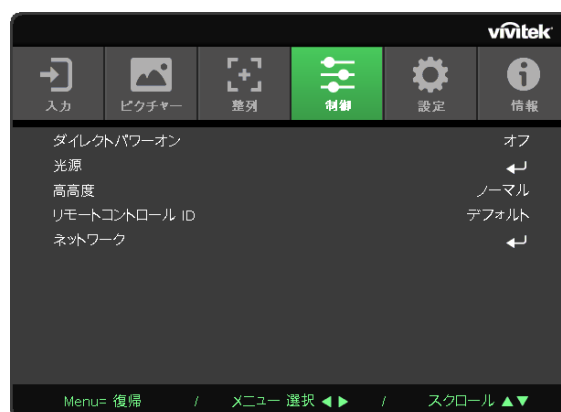 vivitek
入力 ピクチャー 整列 制御 設定 情報
ダイレクトパワーオン オフ
光源
高高度 ノーマル
リモートコントロール ID デフォルト
ネットワーク
Menu= 復帰 / メニュー 選択 ◀ ▶ / スクロール ▲▼